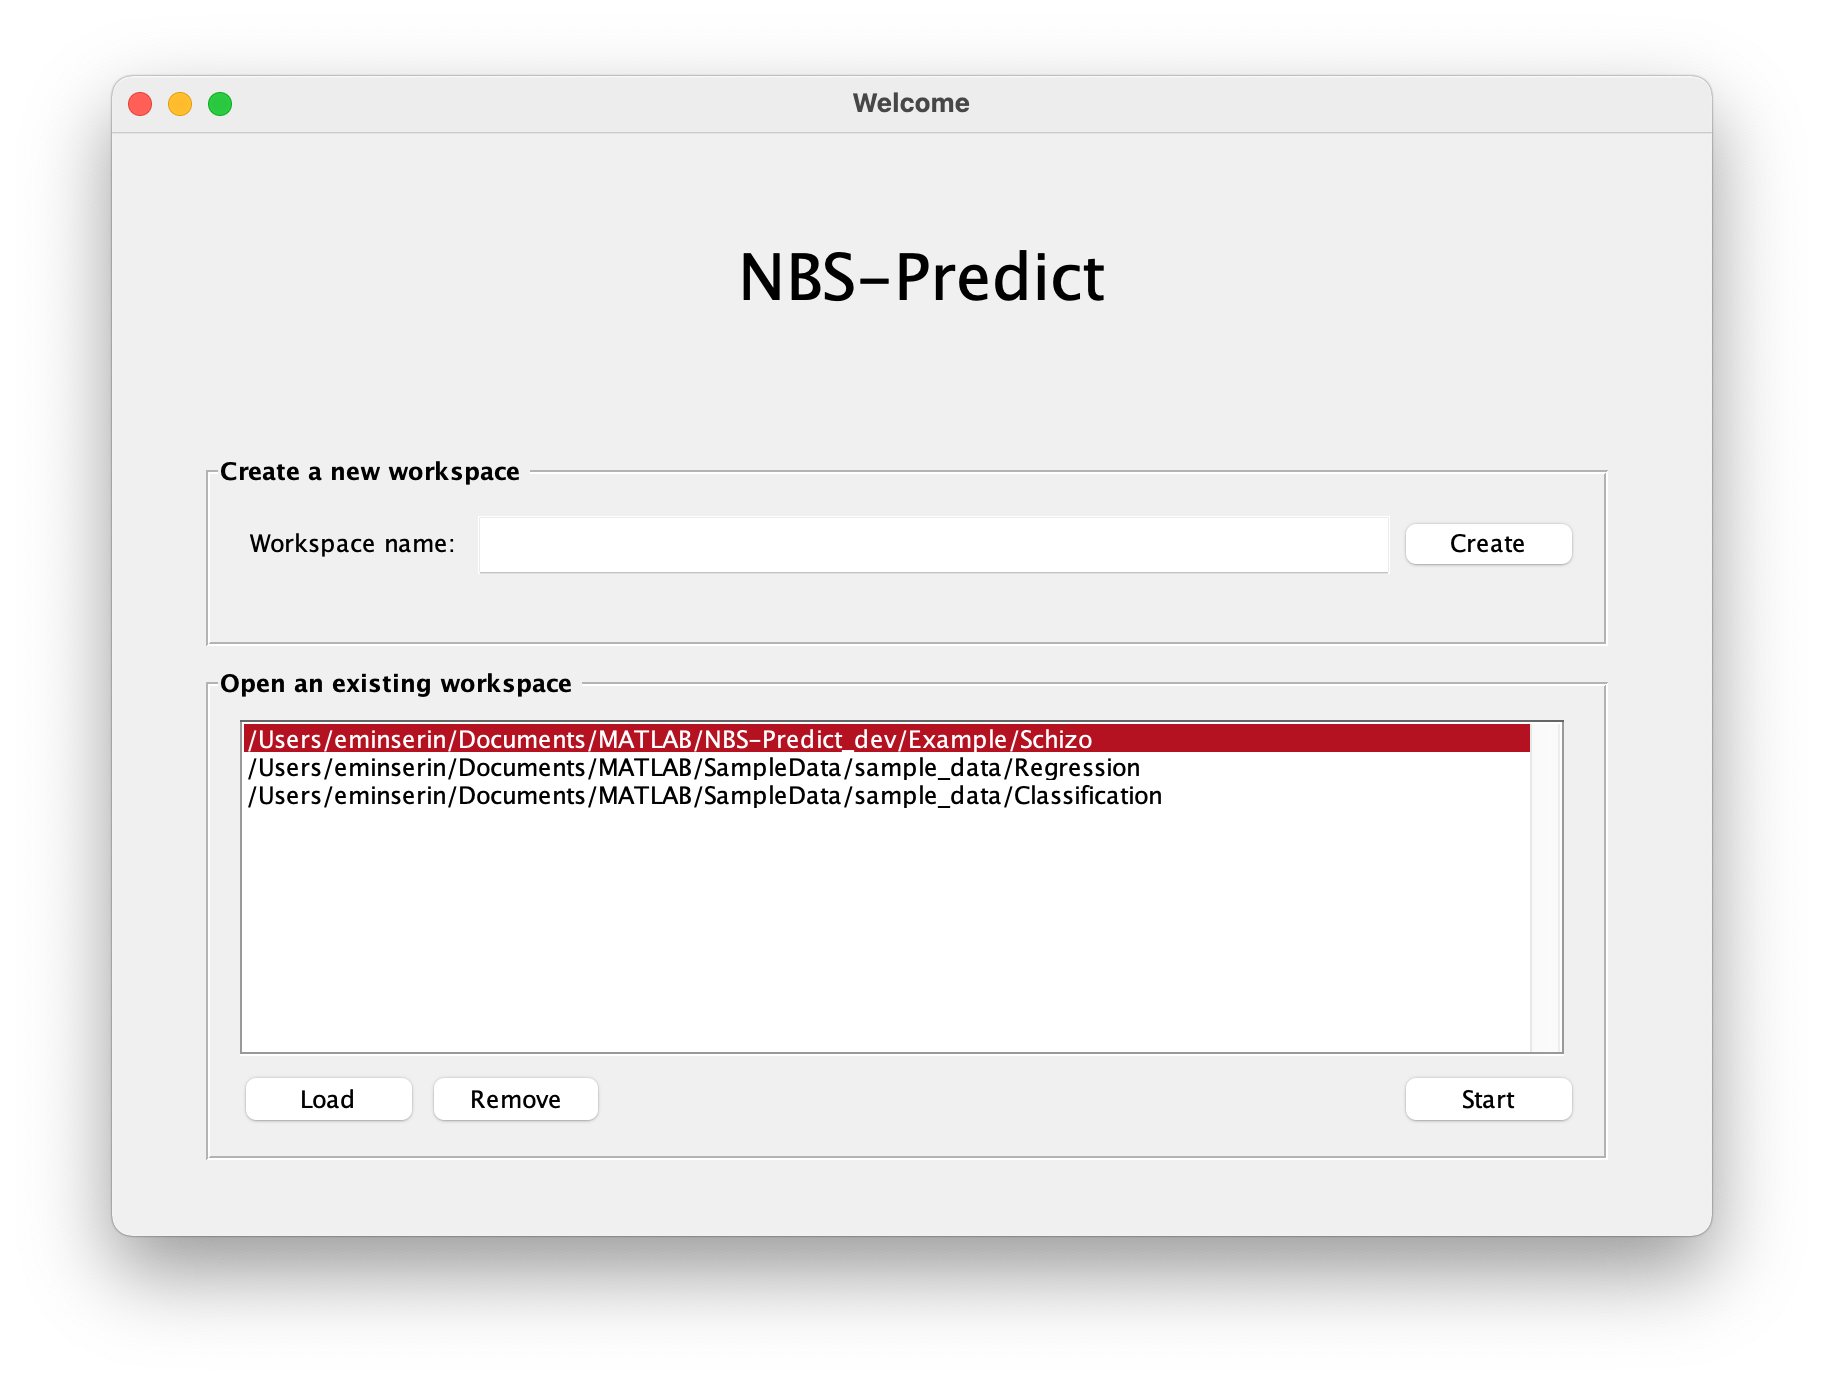 Welcome
NBS-Predict
Create a new workspace
Workspace name:
Create
Open an existing workspace
/Users/eminserin/Documents/MATLAB/NBS-Predict_dev/Example/Schizo
/Users/eminserin/Documents/MATLAB/SampleData/sample_data/Regression
/Users/eminserin/Documents/MATLAB/SampleData/sample_data/Classification
Load
Remove
Start